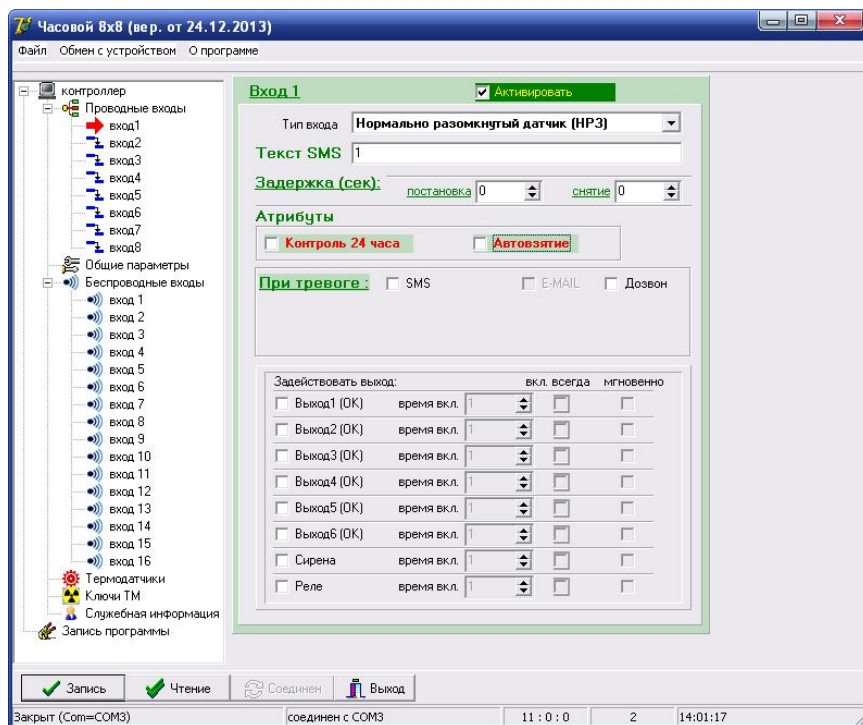 Часовой 8x8 (вер. от 24.12.2013)
Файл Обмен с устройством О программе
контроллер
Проводные входы
вход1
вход2
вход3
вход4
вход5
вход6
вход7
вход8
Общие параметры
Беспроводные входы
вход 1
вход 2
вход 3
вход 4
вход 5
вход 6
вход 7
вход 8
вход 9
вход 10
вход 11
вход 12
вход 13
вход 14
вход 15
вход 16
Термодатчики
Ключи ТМ
Служебная информация
Запись программы
Вход 1 Активировать
Тип входа Нормально разомкнутый датчик (НРЗ)
Текст SMS 1
Задержка (сек): постановка 0 снятие 0
Атрибуты
Контроль 24 часа Автовзятие
При тревоге : SMS E-MAIL Дозвон
Задействовать выход: вкл. всегда мгновенно
Выход1 (ОК) время вкл. 1
Выход2 (ОК) время вкл. 1
Выход3 (ОК) время вкл. 1
Выход4 (ОК) время вкл. 1
Выход5 (ОК) время вкл. 1
Выход6 (ОК) время вкл. 1
Сирена время вкл. 1
Реле время вкл. 1
Запись Чтение Соединен Выход
Закрыт (Com=COM3) соединен с COM3 11 : 0 : 0 2 14:01:17